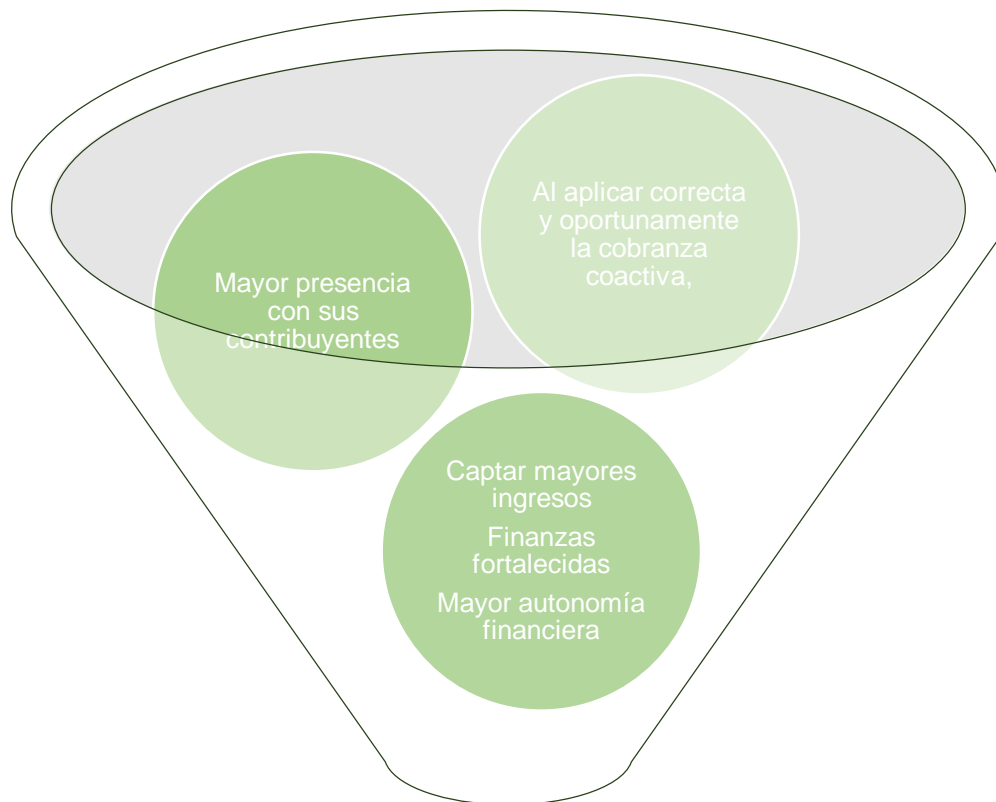 Al aplicar correcta
y oportunamente
la cobranza
coactiva,
Mayor presencia
con sus
contribuyentes
Captar mayores
ingresos
Finanzas
fortalecidas
Mayor autonomía
financiera